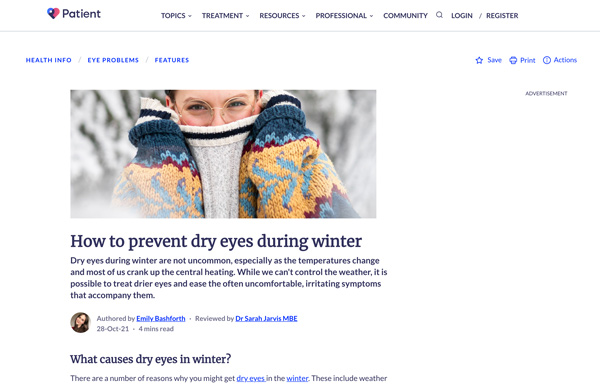 Patient
TOPICS TREATMENT RESOURCES PROFESSIONAL COMMUNITY LOGIN / REGISTER
HEALTH INFO / EYE PROBLEMS / FEATURES
Save Print Actions
ADVERTISEMENT
How to prevent dry eyes during winter
Dry eyes during winter are not uncommon, especially as the temperatures change
and most of us crank up the central heating. While we can't control the weather, it is
possible to treat drier eyes and ease the often uncomfortable, irritating symptoms
that accompany them.
Authored by Emily Bashforth · Reviewed by Dr Sarah Jarvis MBE
28-Oct-21 · 4 mins read
What causes dry eyes in winter?
There are a number of reasons why you might get dry eyes in the winter. These include weather